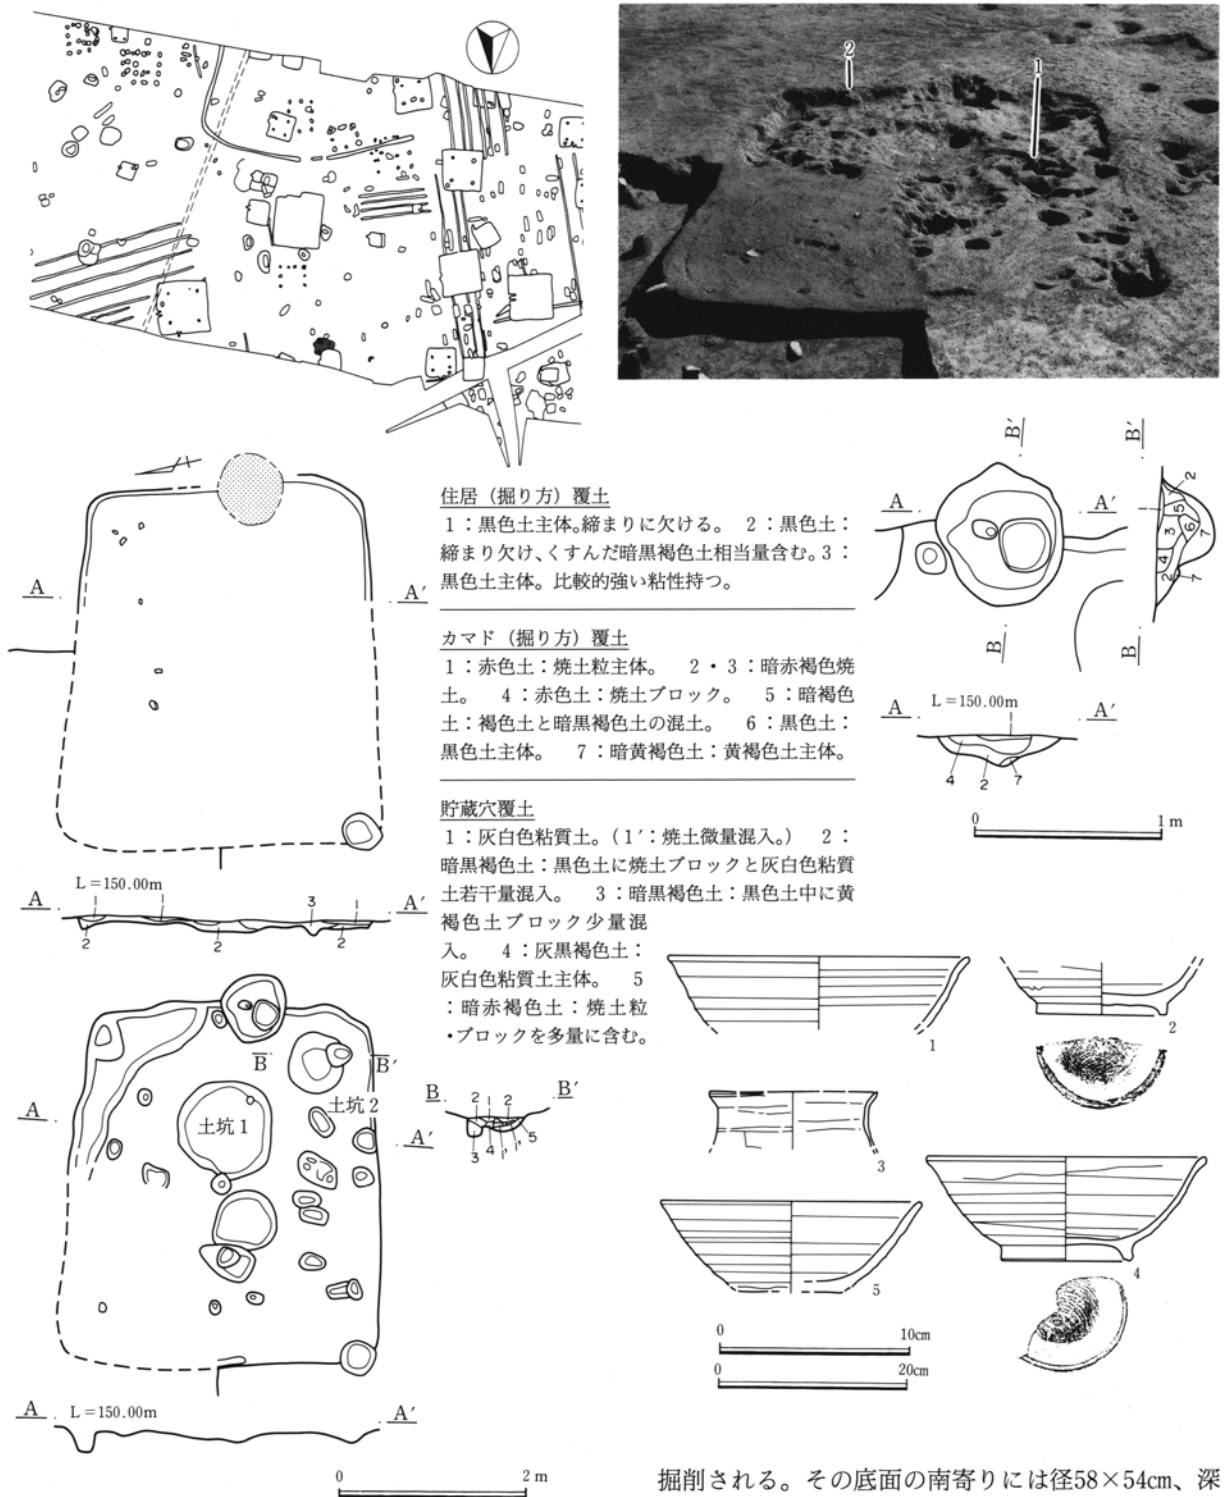 2
1
住居（掘り方）覆土
1：黒色土主体。締まりに欠ける。 2：黒色土：
締まり欠け、くすんだ暗黒褐色土相当量含む。3：
黒色土主体。比較的強い粘性持つ。
カマド（掘り方）覆土
1：赤色土：焼土粒主体。 2・3：暗赤褐色焼
土。 4：赤色土：焼土ブロック。 5：暗褐色
土：褐色土と暗黒褐色土の混土。 6：黒色土：
黒色土主体。 7：暗黄褐色土：黄褐色土主体。
貯蔵穴覆土
1：灰白色粘質土。(1′：焼土微量混入。) 2：
暗黒褐色土：黒色土に焼土ブロックと灰白色粘質
土若干量混入。 3：暗黒褐色土：黒色土中に黄
褐色土ブロック少量混
入。 4：灰黒褐色土：
灰白色粘質土主体。 5
：暗赤褐色土：焼土粒
・ブロックを多量に含む。
A A′
L＝150.00m
A A′
3 1
2 2 2
B B′
土坑1
土坑2
A A′
A L＝150.00m A′
0 2 m
B B′
2 1 2
3 4 1′ 1′ 5
B′ B′
A A′
B B
2
5
6
3
7
4
2
7
A L＝150.00m A′
1
4 2 7
0 1 m
1
2
3
4
5
0 10cm
0 20cm
掘削される。その底面の南寄りには径58×54cm、深